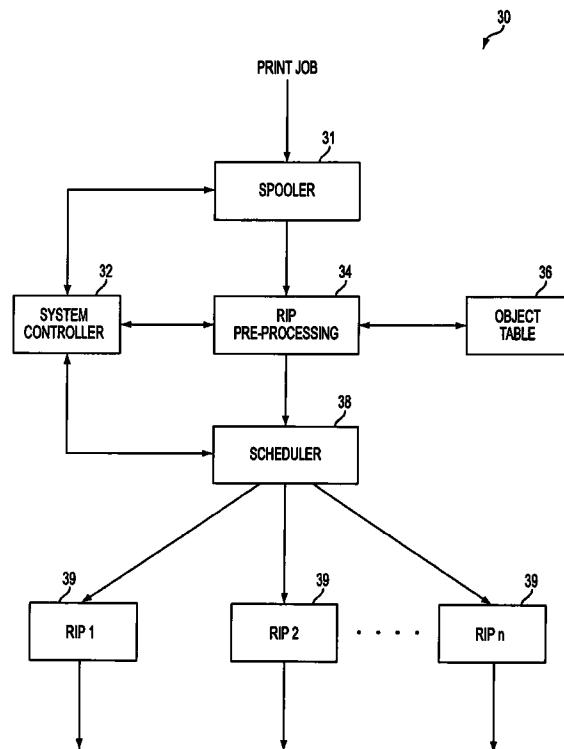 30
PRINT JOB
31
SPOOLER
32
SYSTEM
CONTROLLER
34
RIP
PRE-PROCESSING
36
OBJECT
TABLE
38
SCHEDULER
39
RIP 1
39
RIP 2
. . . .
39
RIP n